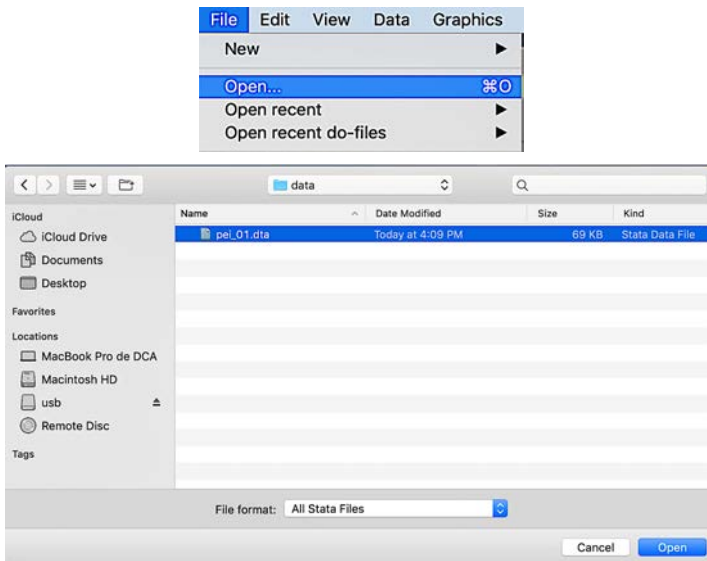 File Edit View Data Graphics
New
Open... ⌘O
Open recent
Open recent do-files
data
iCloud
iCloud Drive
Documents
Desktop
Favorites
Locations
MacBook Pro de DCA
Macintosh HD
usb
Remote Disc
Tags
Name Date Modified Size Kind
pei_01.dta Today at 4:09 PM 69 KB Stata Data File
File format: All Stata Files
Cancel Open